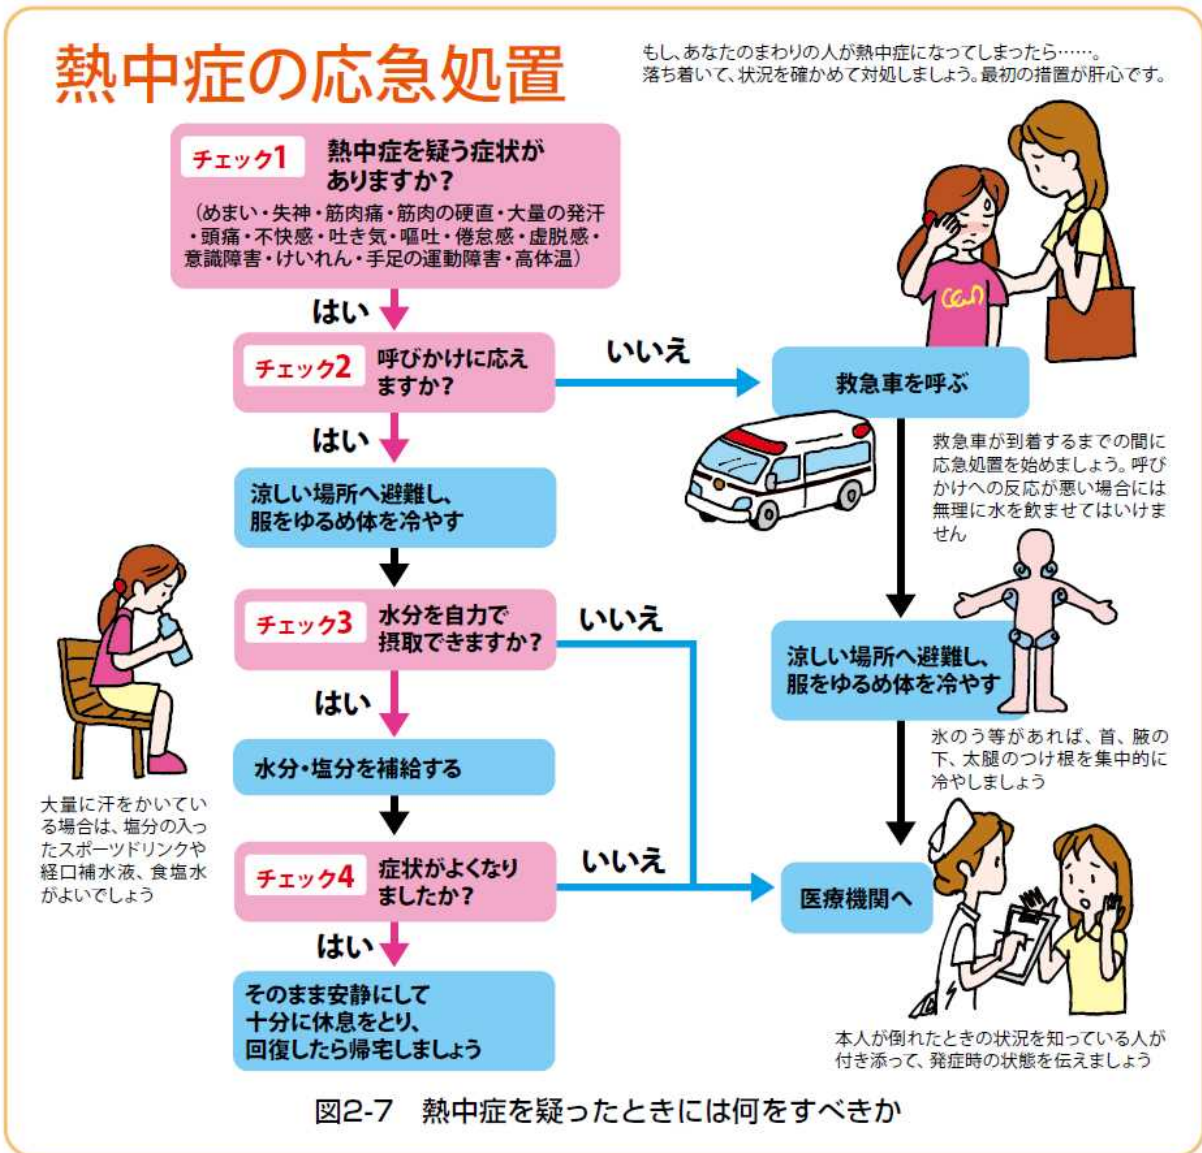 熱中症の応急処置
もし、あなたのまわりの人が熱中症になってしまったら……。
落ち着いて、状況を確かめて対処しましょう。最初の措置が肝心です。
チェック1
熱中症を疑う症状が
ありますか?
(めまい・失神・筋肉痛・筋肉の硬直・大量の発汗
・頭痛・不快感・吐き気・嘔吐・倦怠感・虚脱感・
意識障害・けいれん・手足の運動障害・高体温)
はい
チェック2
呼びかけに応え
ますか?
いいえ
救急車を呼ぶ
はい
救急車が到着するまでの間に
応急処置を始めましょう。呼び
かけへの反応が悪い場合には
無理に水を飲ませてはいけま
せん
涼しい場所へ避難し、
服をゆるめ体を冷やす
チェック3
水分を自力で
摂取できますか?
いいえ
涼しい場所へ避難し、
服をゆるめ体を冷やす
はい
氷のう等があれば、首、腋の
下、太腿のつけ根を集中的に
冷やしましょう
水分・塩分を補給する
大量に汗をかいてい
る場合は、塩分の入っ
たスポーツドリンクや
経口補水液、食塩水
がよいでしょう
チェック4
症状がよくなり
ましたか?
いいえ
医療機関へ
はい
そのまま安静にして
十分に休息をとり、
回復したら帰宅しましょう
本人が倒れたときの状況を知っている人が
付き添って、発症時の状態を伝えましょう
図2-7 熱中症を疑ったときには何をすべきか